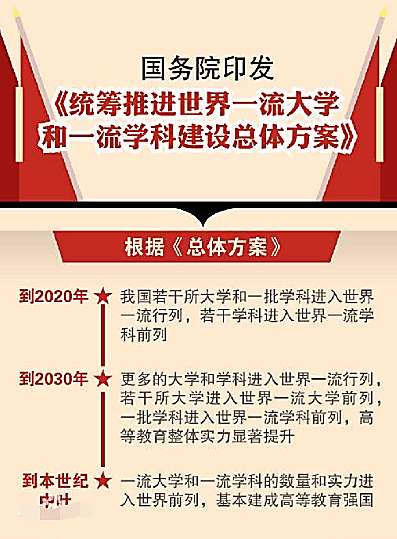 国务院印发
《统筹推进世界一流大学
和一流学科建设总体方案》
根据《总体方案》
到2020年
我国若干所大学和一批学科进入世界
一流行列，若干学科进入世界一流学
科前列
到2030年
更多的大学和学科进入世界一流行列，
若干所大学进入世界一流大学前列，
一批学科进入世界一流学科前列，高
等教育整体实力显著提升
到本世纪
中叶
一流大学和一流学科的数量和实力进
入世界前列，基本建成高等教育强国